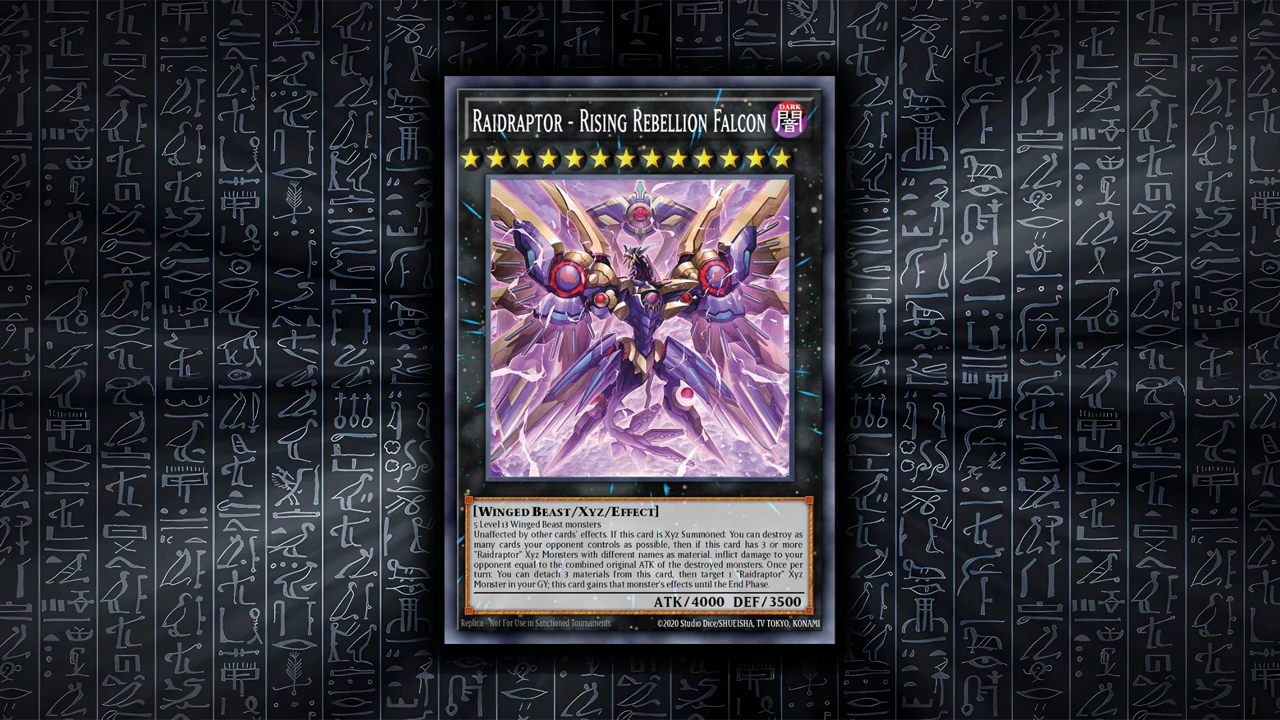 RAIDRAPTOR - RISING REBELLION FALCON
DARK
闇
[WINGED BEAST/XYZ/EFFECT]
5 Level 13 Winged Beast monsters
Unaffected by other cards' effects. If this card is Xyz Summoned: You can destroy as
many cards your opponent controls as possible, then if this card has 3 or more
"Raidraptor" Xyz Monsters with different names as material, inflict damage to your
opponent equal to the combined original ATK of the destroyed monsters. Once per
turn: You can detach 3 materials from this card, then target 1 "Raidraptor" Xyz
Monster in your GY; this card gains that monster's effects until the End Phase.
ATK/4000 DEF/3500
Replica - Not For Use in Sanctioned Tournaments
©2020 Studio Dice/SHUEISHA, TV TOKYO, KONAMI